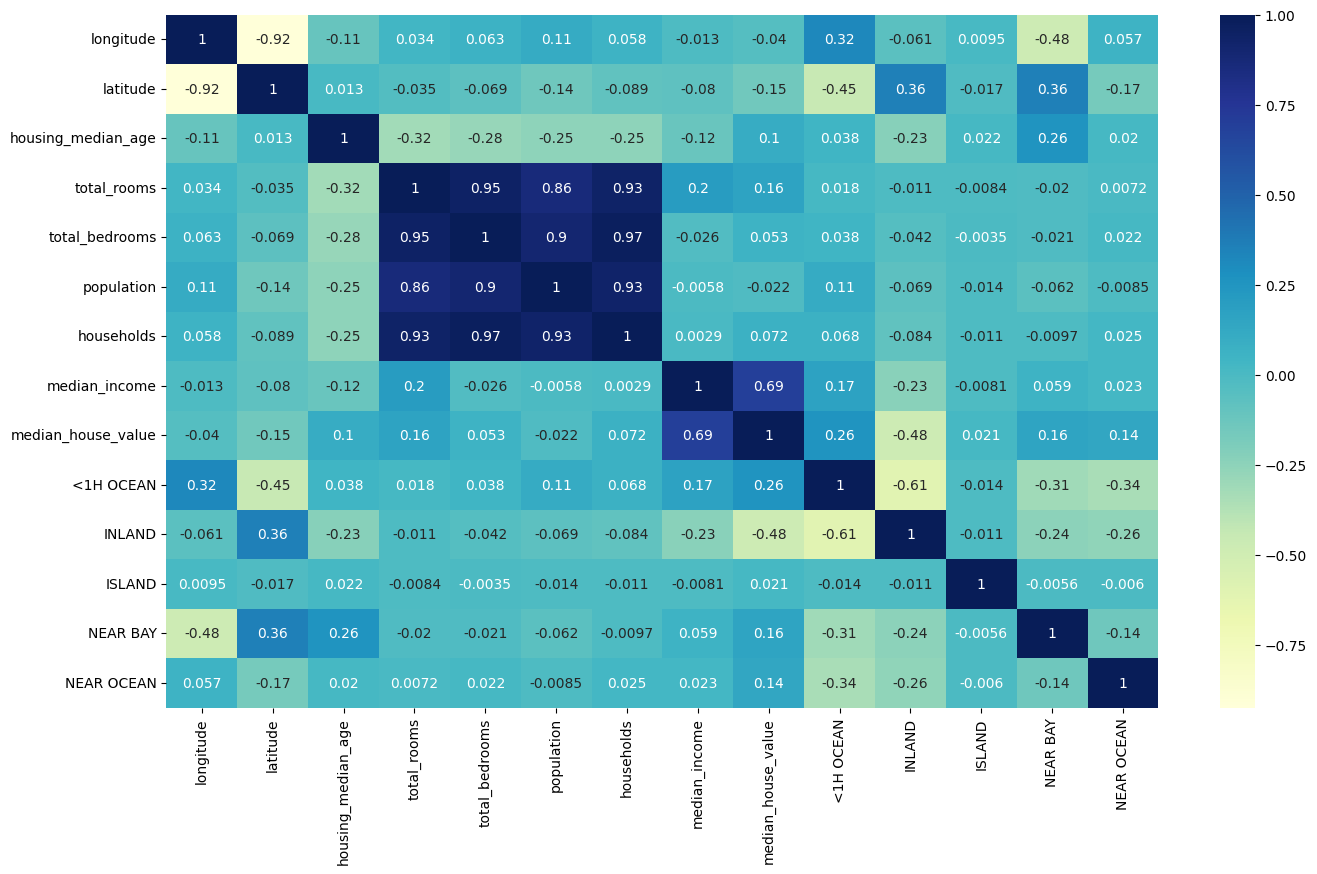 longitude 1 -0.92 -0.11 0.034 0.063 0.11 0.058 -0.013 -0.04 0.32 -0.061 0.0095 -0.48 0.057
latitude -0.92 1 0.013 -0.035 -0.069 -0.14 -0.089 -0.08 -0.15 -0.45 0.36 -0.017 0.36 -0.17
housing_median_age -0.11 0.013 1 -0.32 -0.28 -0.25 -0.25 -0.12 0.1 0.038 -0.23 0.022 0.26 0.02
total_rooms 0.034 -0.035 -0.32 1 0.95 0.86 0.93 0.2 0.16 0.018 -0.011 -0.0084 -0.02 0.0072
total_bedrooms 0.063 -0.069 -0.28 0.95 1 0.9 0.97 -0.026 0.053 0.038 -0.042 -0.0035 -0.021 0.022
population 0.11 -0.14 -0.25 0.86 0.9 1 0.93 -0.0058 -0.022 0.11 -0.069 -0.014 -0.062 -0.0085
households 0.058 -0.089 -0.25 0.93 0.97 0.93 1 0.0029 0.072 0.068 -0.084 -0.011 -0.0097 0.025
median_income -0.013 -0.08 -0.12 0.2 -0.026 -0.0058 0.0029 1 0.69 0.17 -0.23 -0.0081 0.059 0.023
median_house_value -0.04 -0.15 0.1 0.16 0.053 -0.022 0.072 0.69 1 0.26 -0.48 0.021 0.16 0.14
<1H OCEAN 0.32 -0.45 0.038 0.018 0.038 0.11 0.068 0.17 0.26 1 -0.61 -0.014 -0.31 -0.34
INLAND -0.061 0.36 -0.23 -0.011 -0.042 -0.069 -0.084 -0.23 -0.48 -0.61 1 -0.011 -0.24 -0.26
ISLAND 0.0095 -0.017 0.022 -0.0084 -0.0035 -0.014 -0.011 -0.0081 0.021 -0.014 -0.011 1 -0.0056 -0.006
NEAR BAY -0.48 0.36 0.26 -0.02 -0.021 -0.062 -0.0097 0.059 0.16 -0.31 -0.24 -0.0056 1 -0.14
NEAR OCEAN 0.057 -0.17 0.02 0.0072 0.022 -0.0085 0.025 0.023 0.14 -0.34 -0.26 -0.006 -0.14 1
longitude
latitude
housing_median_age
total_rooms
total_bedrooms
population
households
median_income
median_house_value
<1H OCEAN
INLAND
ISLAND
NEAR BAY
NEAR OCEAN
1.00
0.75
0.50
0.25
0.00
−0.25
−0.50
−0.75